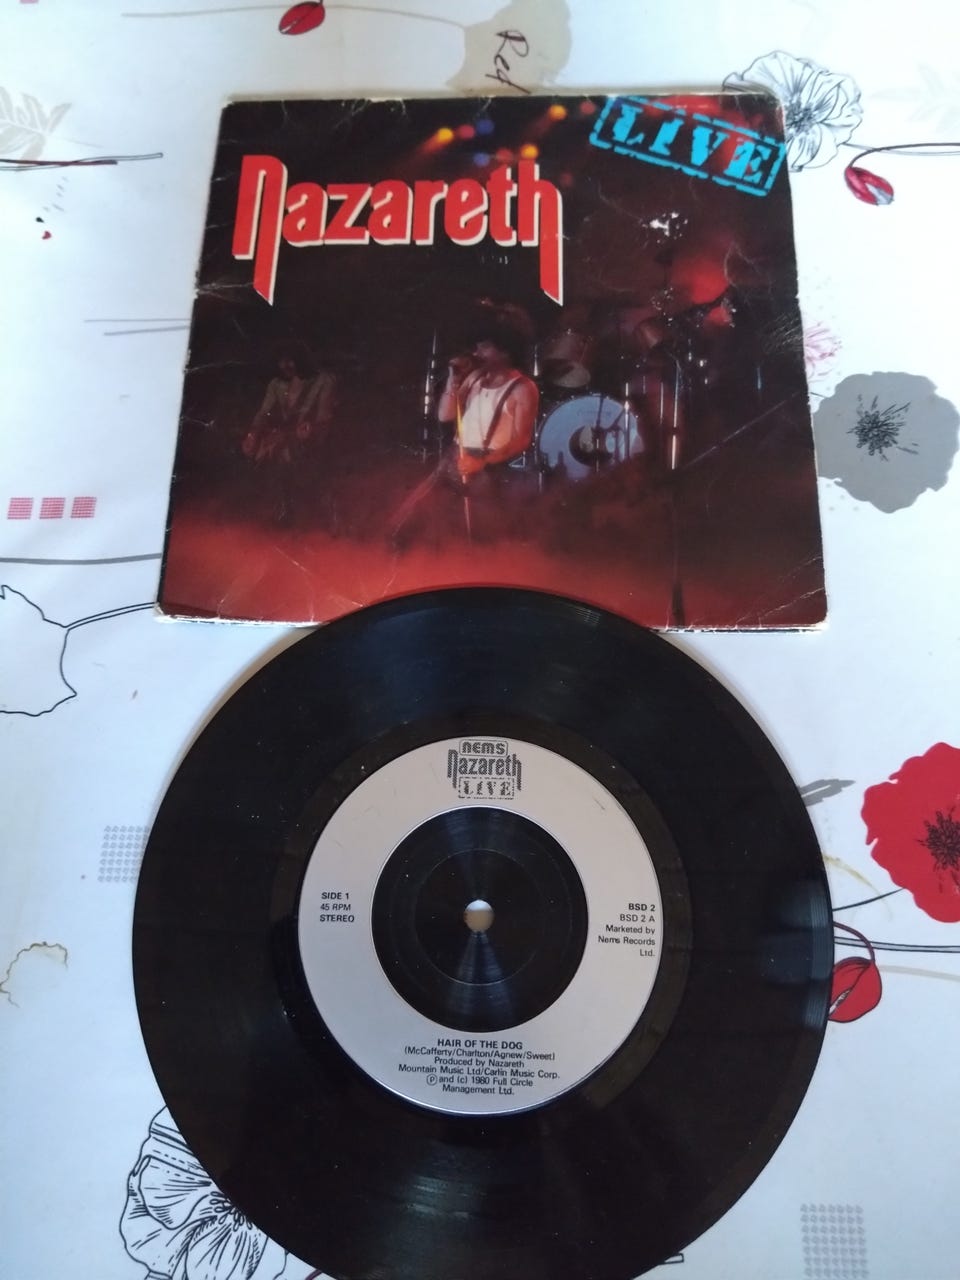 Red
LIVE
Nazareth
nems
Nazareth
LIVE
SIDE 1
45 RPM
STEREO
BSD 2
BSD 2 A
Marketed by
Nems Records
Ltd.
HAIR OF THE DOG
(McCafferty/Charlton/Agnew/Sweet)
Produced by Nazareth
Mountain Music Ltd/Carlin Music Corp.
Ⓟ and (c) 1980 Full Circle
Management Ltd.